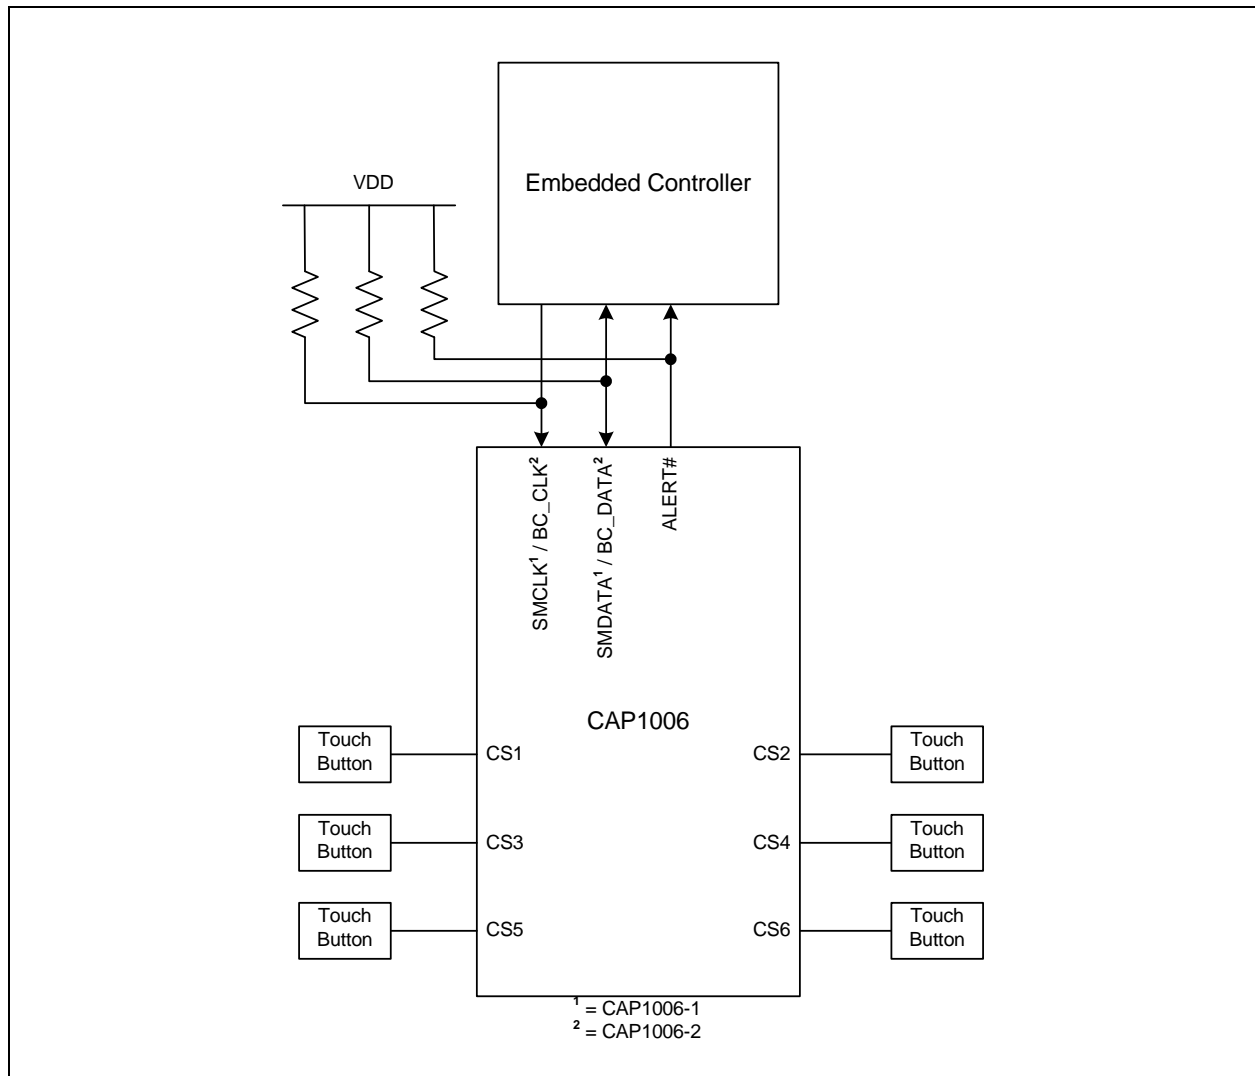 Embedded Controller
VDD
SMCLK¹ / BC_CLK²
SMDATA¹ / BC_DATA²
ALERT#
CAP1006
Touch
Button
CS1
CS2
Touch
Button
Touch
Button
CS3
CS4
Touch
Button
Touch
Button
CS5
CS6
Touch
Button
¹ = CAP1006-1
² = CAP1006-2